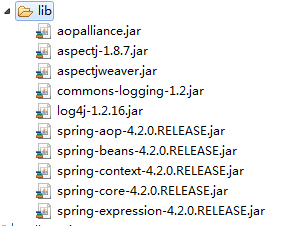 lib
aopalliance.jar
aspectj-1.8.7.jar
aspectjweaver.jar
commons-logging-1.2.jar
log4j-1.2.16.jar
spring-aop-4.2.0.RELEASE.jar
spring-beans-4.2.0.RELEASE.jar
spring-context-4.2.0.RELEASE.jar
spring-core-4.2.0.RELEASE.jar
spring-expression-4.2.0.RELEASE.jar